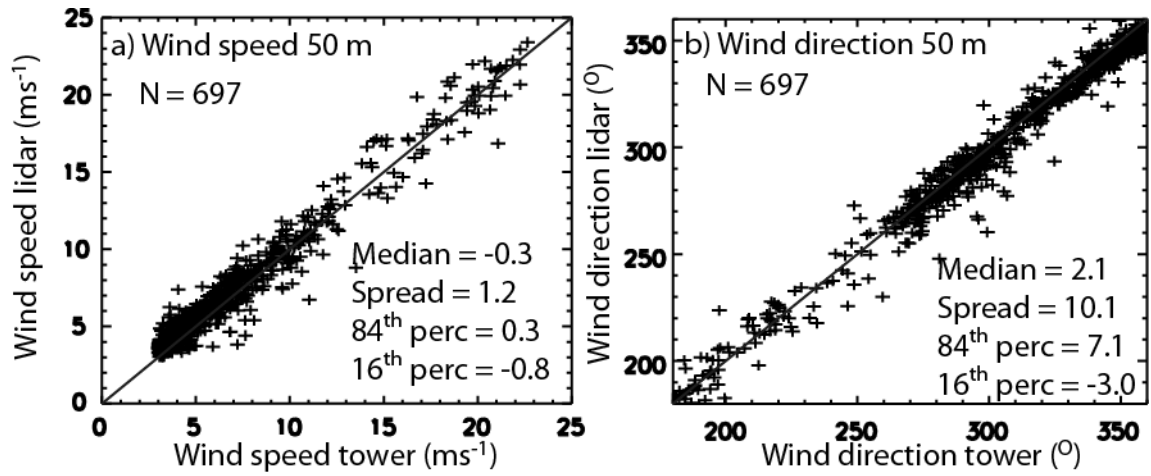 a) Wind speed 50 m
N = 697
Median = -0.3
Spread = 1.2
84th perc = 0.3
16th perc = -0.8
Wind speed lidar (ms-1)
25
20
15
10
5
0
0 5 10 15 20 25
Wind speed tower (ms-1)
b) Wind direction 50 m
N = 697
Median = 2.1
Spread = 10.1
84th perc = 7.1
16th perc = -3.0
Wind direction lidar (O)
350
300
250
200
200 250 300 350
Wind direction tower (O)